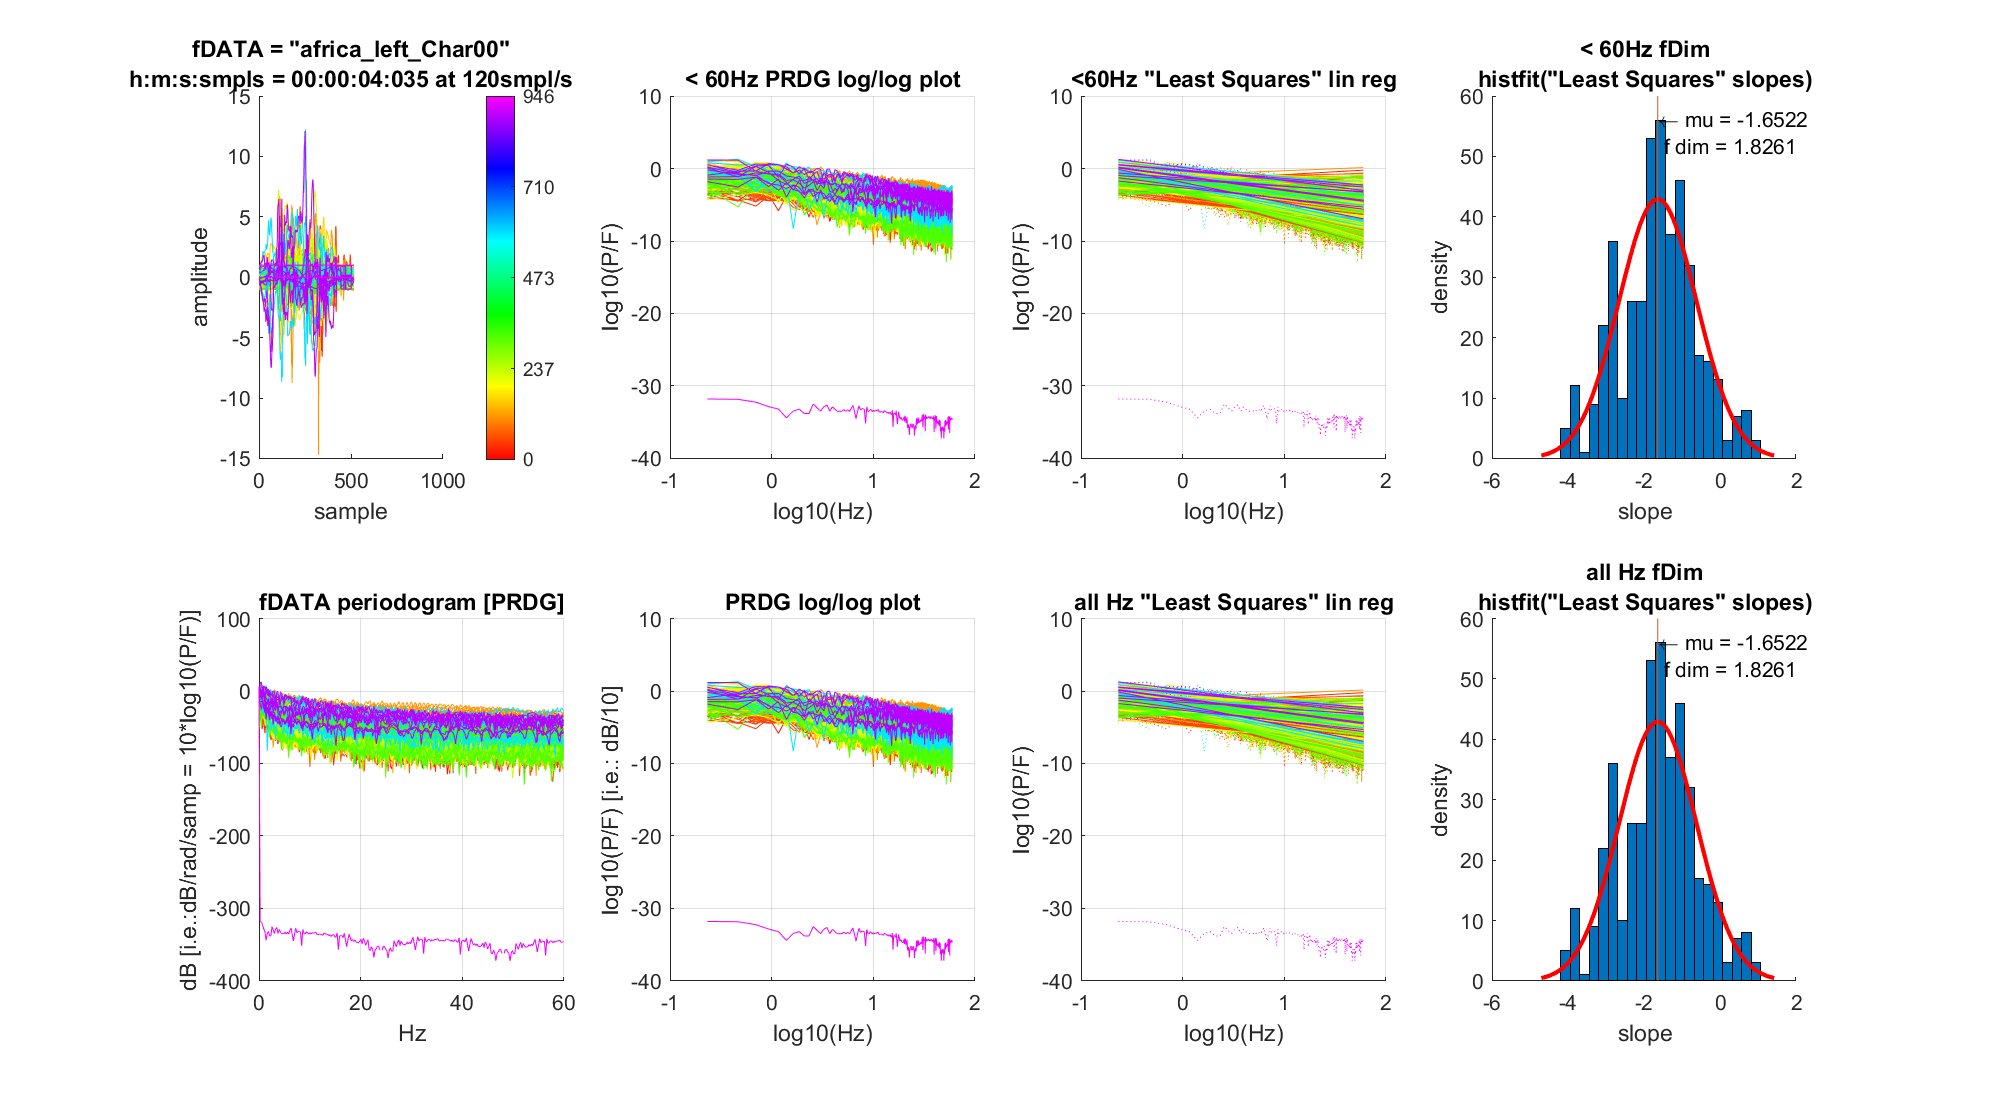 fDATA = "africa_left_Char00"
h:m:s:smpls = 00:00:04:035 at 120smpl/s
15
10
5
0
-5
-10
-15
0
500
1000
amplitude
sample
946
710
473
237
0
< 60Hz PRDG log/log plot
10
0
-10
-20
-30
-40
-1
0
1
2
log10(P/F)
log10(Hz)
<60Hz "Least Squares" lin reg
10
0
-10
-20
-30
-40
-1
0
1
2
log10(P/F)
log10(Hz)
< 60Hz fDim
histfit("Least Squares" slopes)
60
50
40
30
20
10
0
-6
-4
-2
0
2
density
slope
← mu = -1.6522
f dim = 1.8261
fDATA periodogram [PRDG]
100
0
-100
-200
-300
-400
0
20
40
60
dB [i.e.:dB/rad/samp = 10*log10(P/F)]
Hz
PRDG log/log plot
10
0
-10
-20
-30
-40
-1
0
1
2
log10(P/F) [i.e.: dB/10]
log10(Hz)
all Hz "Least Squares" lin reg
10
0
-10
-20
-30
-40
-1
0
1
2
log10(P/F)
log10(Hz)
all Hz fDim
histfit("Least Squares" slopes)
60
50
40
30
20
10
0
-6
-4
-2
0
2
density
slope
← mu = -1.6522
f dim = 1.8261